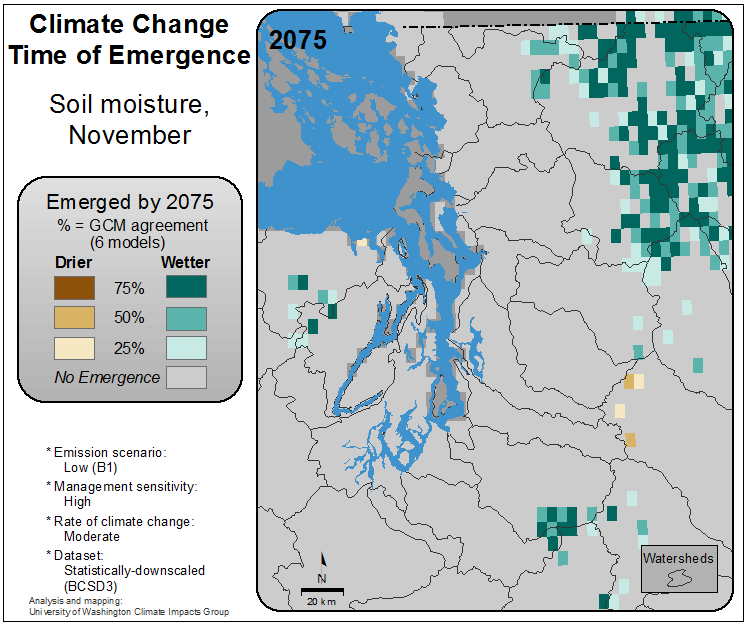 Climate Change
Time of Emergence
Soil moisture,
November
Emerged by 2075
% = GCM agreement
(6 models)
Drier Wetter
75%
50%
25%
No Emergence
* Emission scenario:
Low (B1)
* Management sensitivity:
High
* Rate of climate change:
Moderate
* Dataset:
Statistically-downscaled
(BCSD3)
Analysis and mapping:
University of Washington Climate Impacts Group
2075
N
20 km
Watersheds